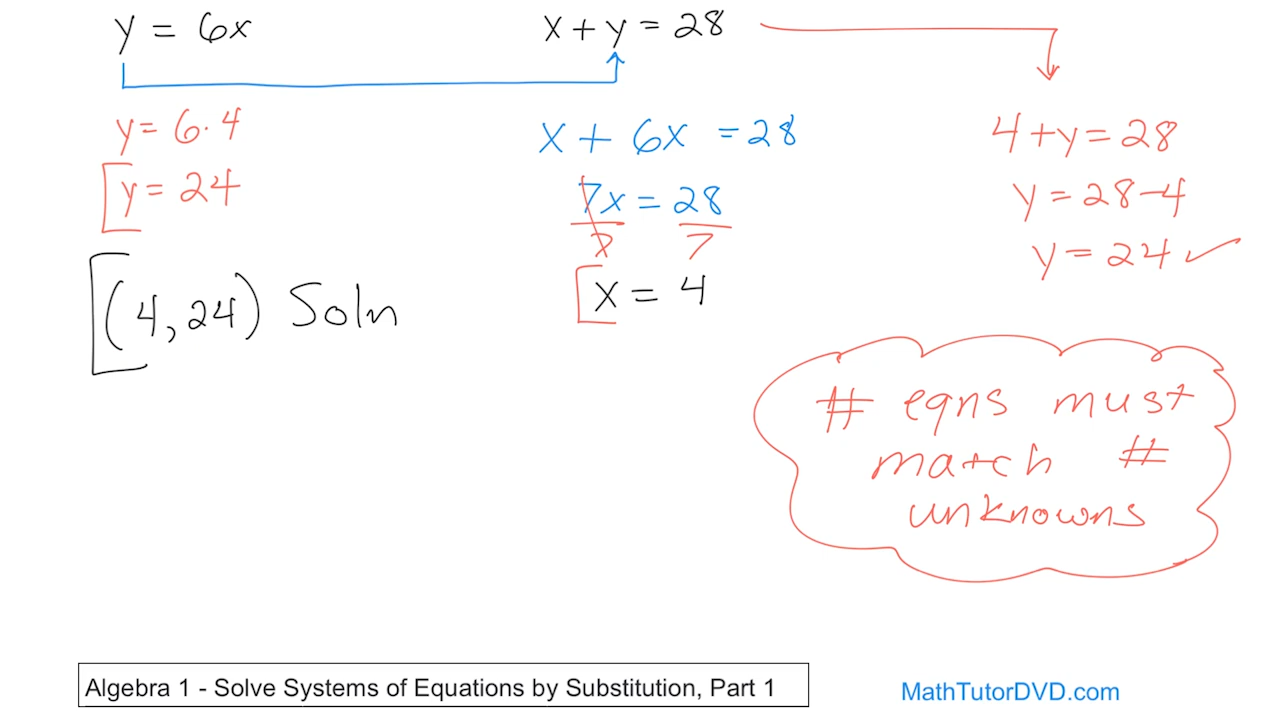 y = 6x
x + y = 28
y = 6 · 4
y = 24
(4, 24) Soln
x + 6x = 28
7x = 28
7 7
x = 4
4 + y = 28
y = 28 - 4
y = 24 ✓
# eqns must
match #
unknowns
Algebra 1 - Solve Systems of Equations by Substitution, Part 1
MathTutorDVD.com